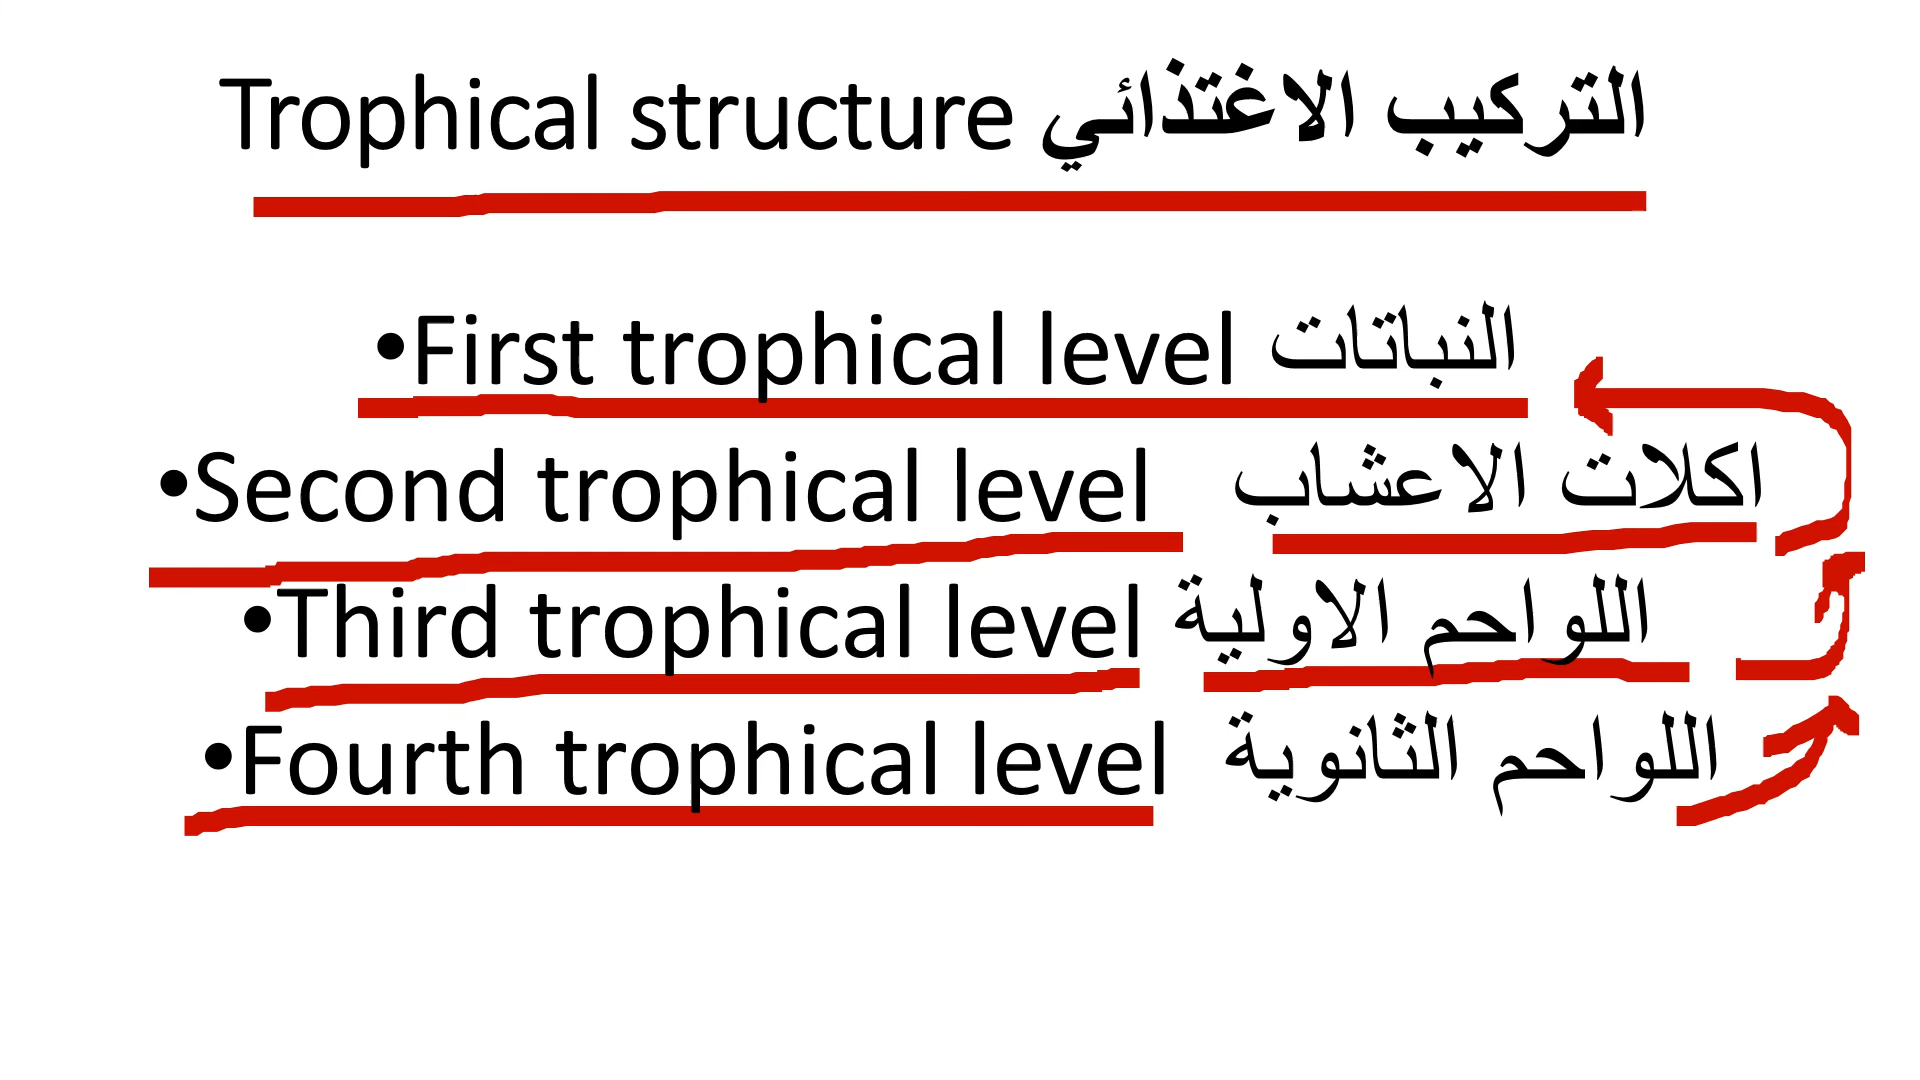 Trophical structure التركيب الاغتذائي
•First trophical level النباتات
•Second trophical level اكلات الاعشاب
•Third trophical level اللواحم الاولية
•Fourth trophical level اللواحم الثانوية